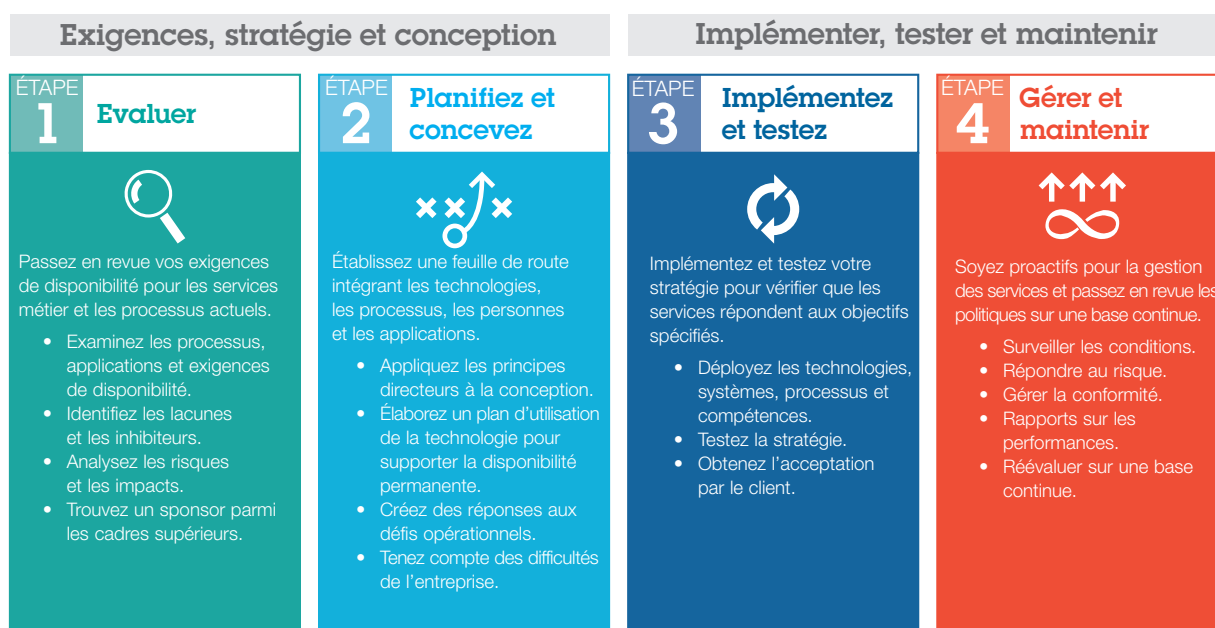 Exigences, stratégie et conception
Implémenter, tester et maintenir
ÉTAPE
1
Evaluer
Passez en revue vos exigences
de disponibilité pour les services
métier et les processus actuels.
• Examinez les processus,
applications et exigences
de disponibilité.
• Identifiez les lacunes
et les inhibiteurs.
• Analysez les risques
et les impacts.
• Trouvez un sponsor parmi
les cadres supérieurs.
ÉTAPE
2
Planifiez et
concevez
Établissez une feuille de route
intégrant les technologies,
les processus, les personnes
et les applications.
• Appliquez les principes
directeurs à la conception.
• Élaborez un plan d’utilisation
de la technologie pour
supporter la disponibilité
permanente.
• Créez des réponses aux
défis opérationnels.
• Tenez compte des difficultés
de l’entreprise.
ÉTAPE
3
Implémentez
et testez
Implémentez et testez votre
stratégie pour vérifier que les
services répondent aux objectifs
spécifiés.
• Déployez les technologies,
systèmes, processus et
compétences.
• Testez la stratégie.
• Obtenez l’acceptation
par le client.
ÉTAPE
4
Gérer et
maintenir
Soyez proactifs pour la gestion
des services et passez en revue les
politiques sur une base continue.
• Surveiller les conditions.
• Répondre au risque.
• Gérer la conformité.
• Rapports sur les
performances.
• Réévaluer sur une base
continue.